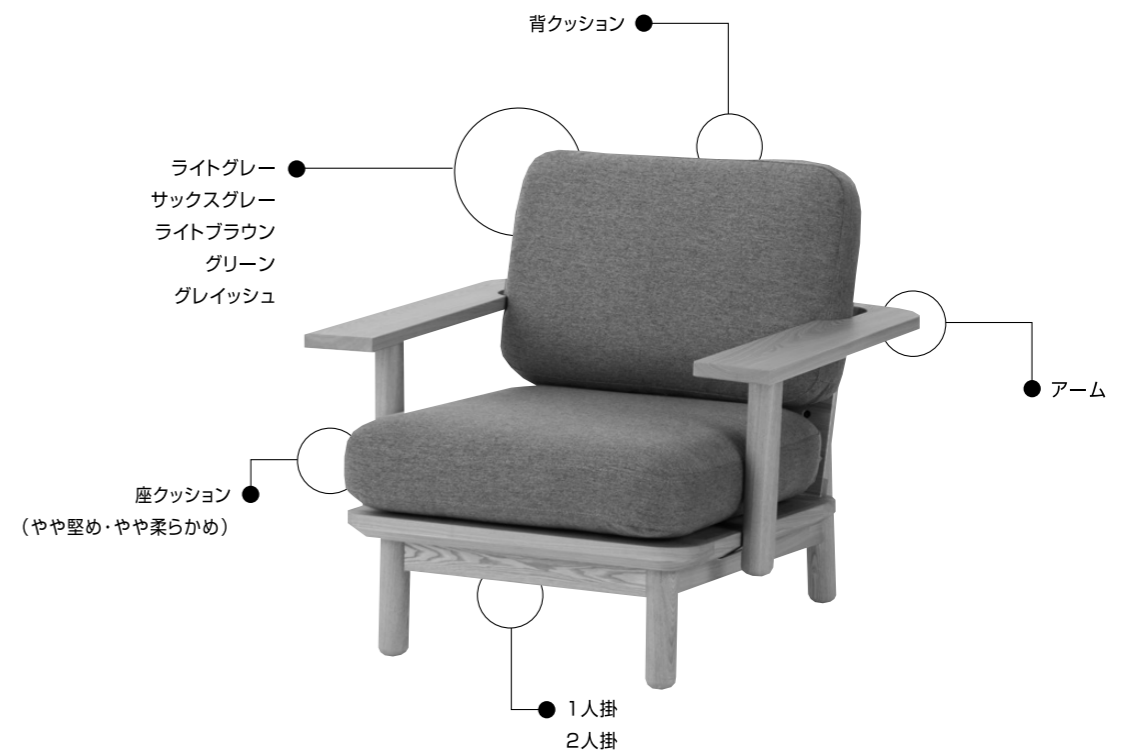 背クッション
ライトグレー
サックスグレー
ライトブラウン
グリーン
グレイッシュ
アーム
座クッション
（やや堅め・やや柔らかめ）
1人掛
2人掛